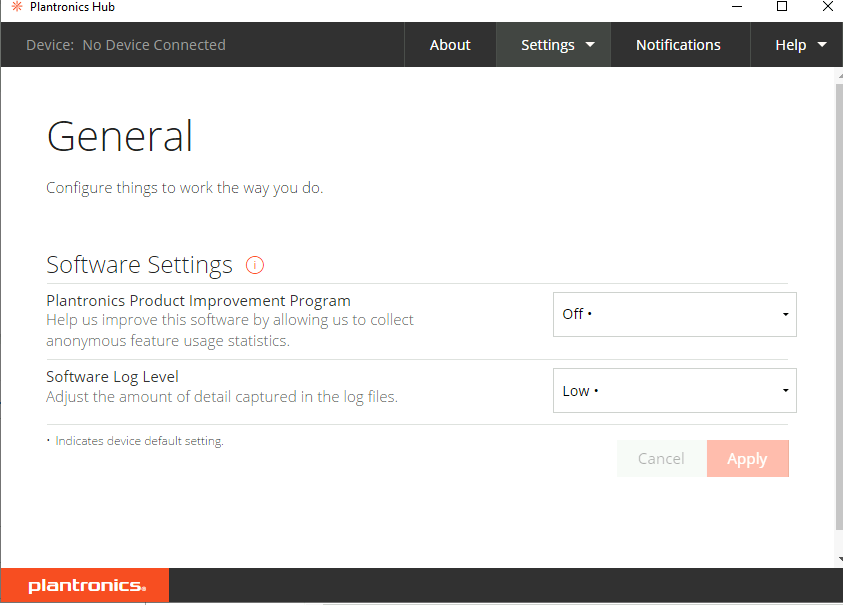 Plantronics Hub
Device: No Device Connected
About
Settings
Notifications
Help
General
Configure things to work the way you do.
Software Settings
Plantronics Product Improvement Program
Help us improve this software by allowing us to collect
anonymous feature usage statistics.
Off •
Software Log Level
Adjust the amount of detail captured in the log files.
Low •
• Indicates device default setting.
Cancel
Apply
plantronics®